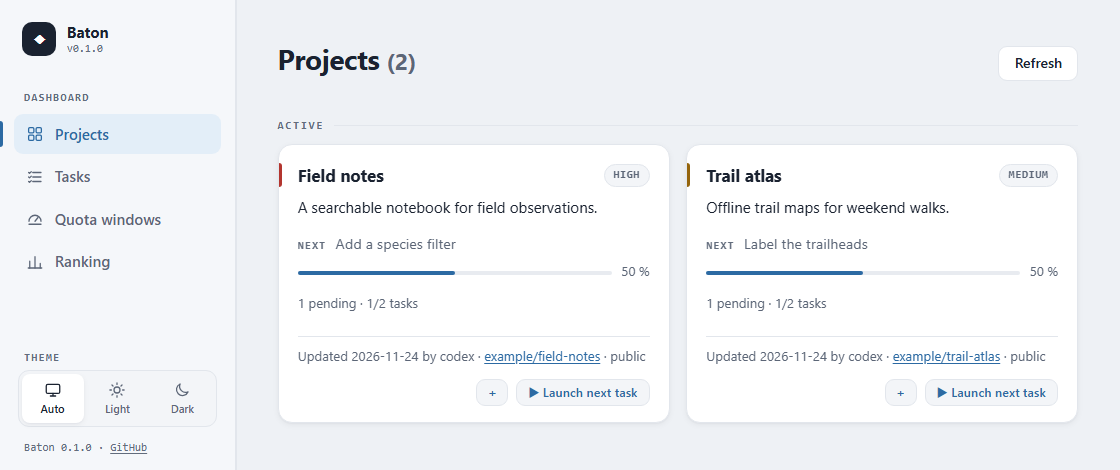 Baton
v0.1.0
DASHBOARD
Projects
Tasks
Quota windows
Ranking
THEME
Auto
Light
Dark
Baton 0.1.0 · GitHub
Projects (2)
Refresh
ACTIVE
Field notes
HIGH
A searchable notebook for field observations.
NEXT Add a species filter
50 %
1 pending · 1/2 tasks
Updated 2026-11-24 by codex · example/field-notes · public
+
▶ Launch next task
Trail atlas
MEDIUM
Offline trail maps for weekend walks.
NEXT Label the trailheads
50 %
1 pending · 1/2 tasks
Updated 2026-11-24 by codex · example/trail-atlas · public
+
▶ Launch next task